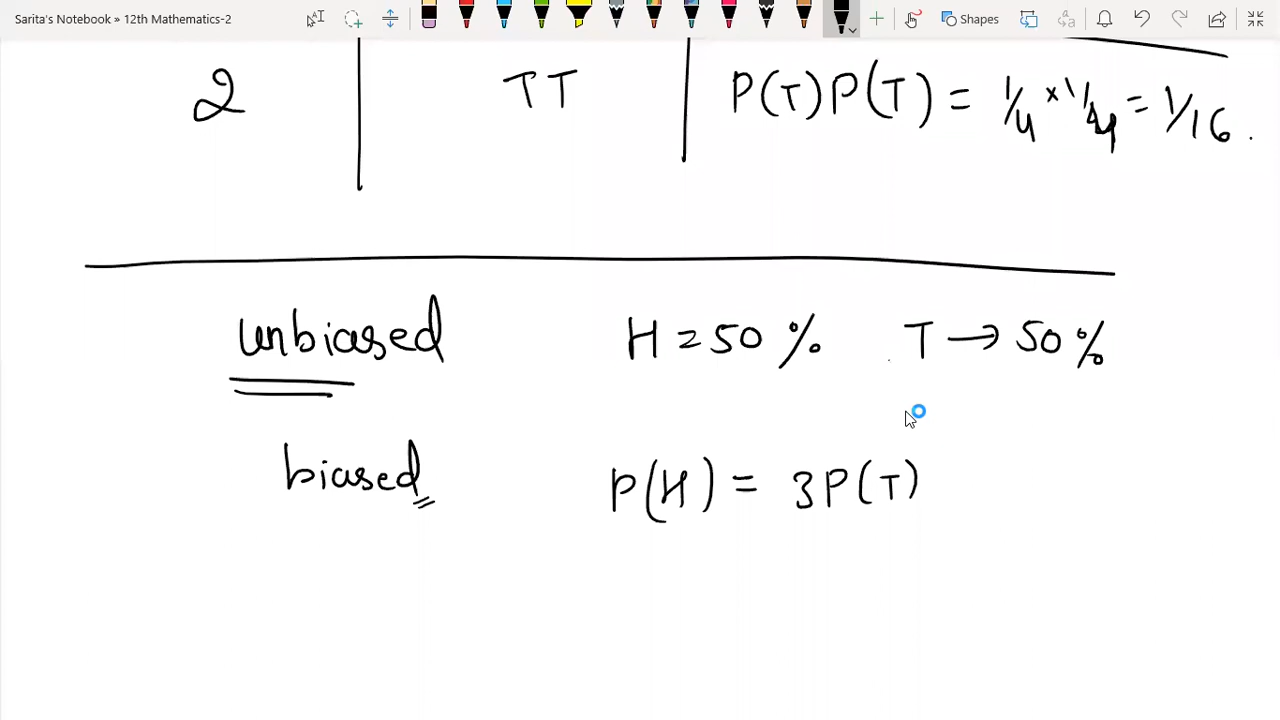 Sarita's Notebook » 12th Mathematics-2
Shapes
2 TT P(T)P(T) = 1/4 × 1/4 = 1/16.
unbiased H = 50 % T → 50 %
biased P(H) = 3P(T)